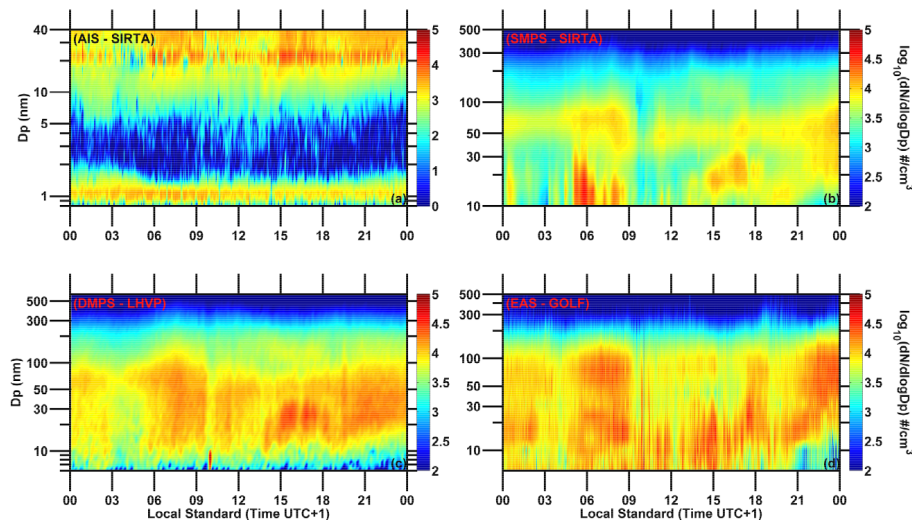 40
10
5
1
Dp (nm)
(AIS - SIRTA)
(a)
00 03 06 09 12 15 18 21 00
5
4
3
2
1
0
500
300
100
50
30
10
(SMPS - SIRTA)
(b)
00 03 06 09 12 15 18 21 00
5
4.5
4
3.5
3
2.5
2
log10(dN/dlogDp) #/cm3
500
300
100
50
30
10
Dp (nm)
(DMPS - LHVP)
(c)
00 03 06 09 12 15 18 21 00
Local Standard (Time UTC+1)
5
4.5
4
3.5
3
2.5
2
500
300
100
50
30
10
(EAS - GOLF)
(d)
00 03 06 09 12 15 18 21 00
Local Standard (Time UTC+1)
5
4.5
4
3.5
3
2.5
2
log10(dN/dlogDp) #/cm3